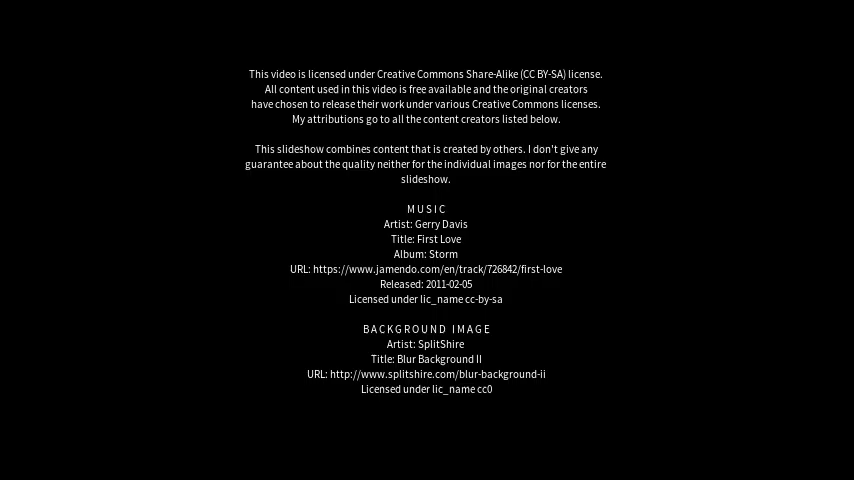 This video is licensed under Creative Commons Share-Alike (CC BY-SA) license.
All content used in this video is free available and the original creators
have chosen to release their work under various Creative Commons licenses.
My attributions go to all the content creators listed below.
This slideshow combines content that is created by others. I don't give any
guarantee about the quality neither for the individual images nor for the entire
slideshow.
MUSIC
Artist: Gerry Davis
Title: First Love
Album: Storm
URL: https://www.jamendo.com/en/track/726842/first-love
Released: 2011-02-05
Licensed under lic_name cc-by-sa
BACKGROUND IMAGE
Artist: SplitShire
Title: Blur Background II
URL: http://www.splitshire.com/blur-background-ii
Licensed under lic_name cc0